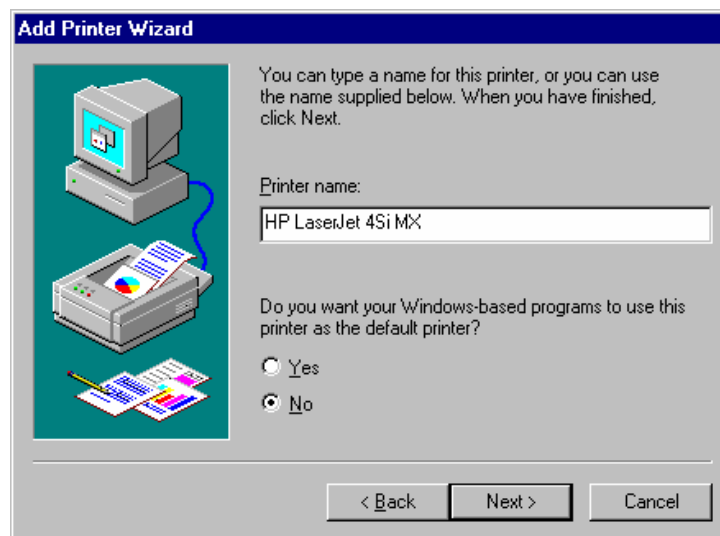 Add Printer Wizard
You can type a name for this printer, or you can use
the name supplied below. When you have finished,
click Next.
Printer name:
HP LaserJet 4Si MX
Do you want your Windows-based programs to use this
printer as the default printer?
Yes
No
< Back
Next >
Cancel